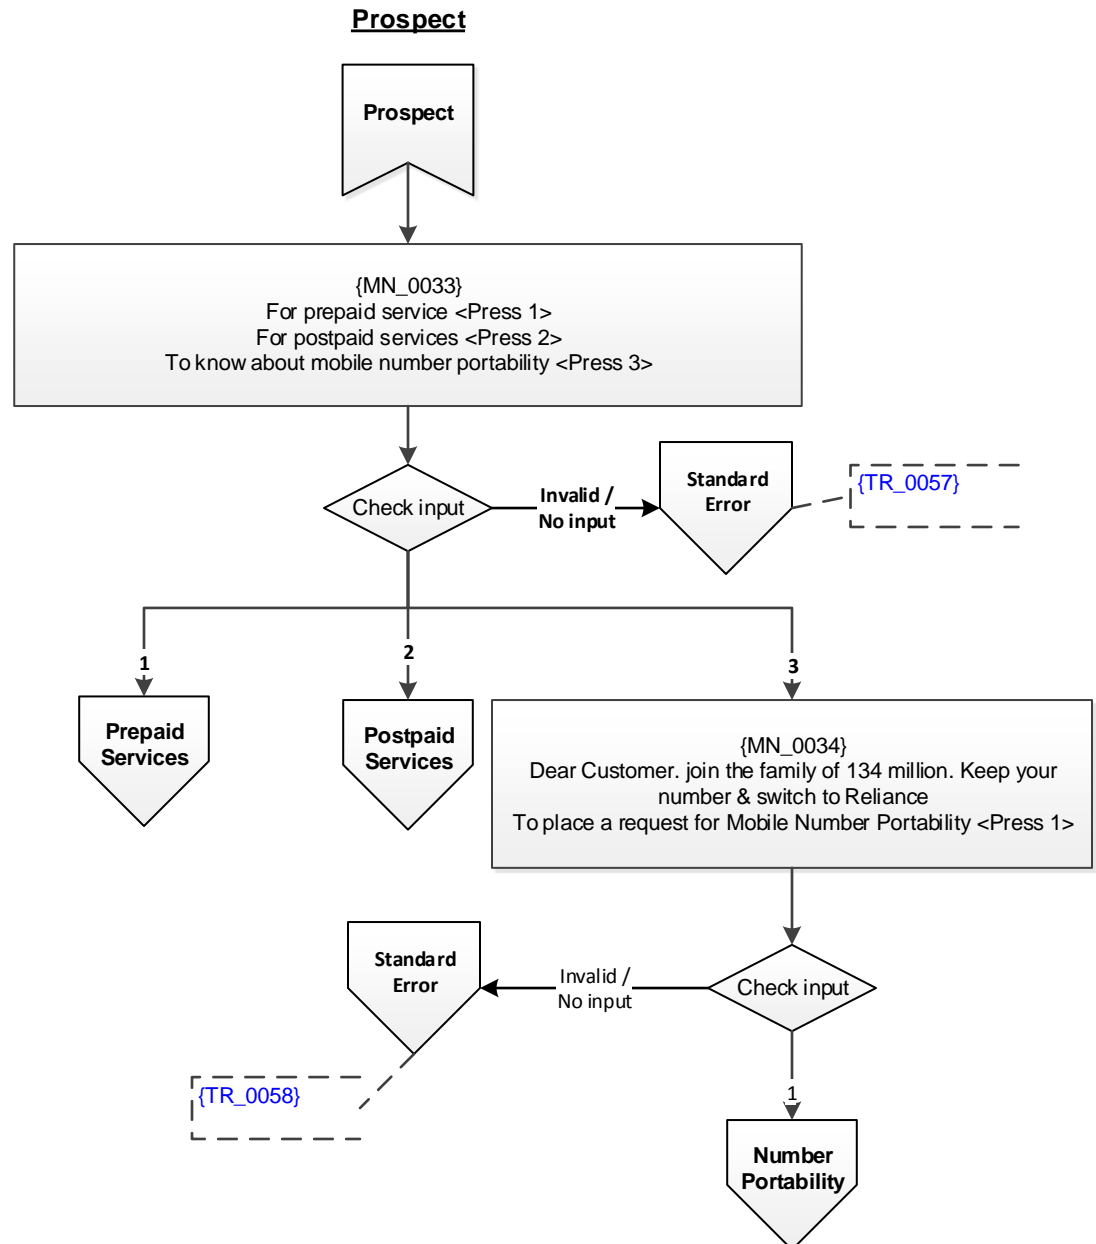 Prospect
Prospect
{MN_0033}
For prepaid service <Press 1>
For postpaid services <Press 2>
To know about mobile number portability <Press 3>
Check input
Invalid /
No input
Standard
Error
{TR_0057}
1
2
3
Prepaid
Services
Postpaid
Services
{MN_0034}
Dear Customer. join the family of 134 million. Keep your
number & switch to Reliance
To place a request for Mobile Number Portability <Press 1>
Standard
Error
Invalid /
No input
Check input
{TR_0058}
1
Number
Portability